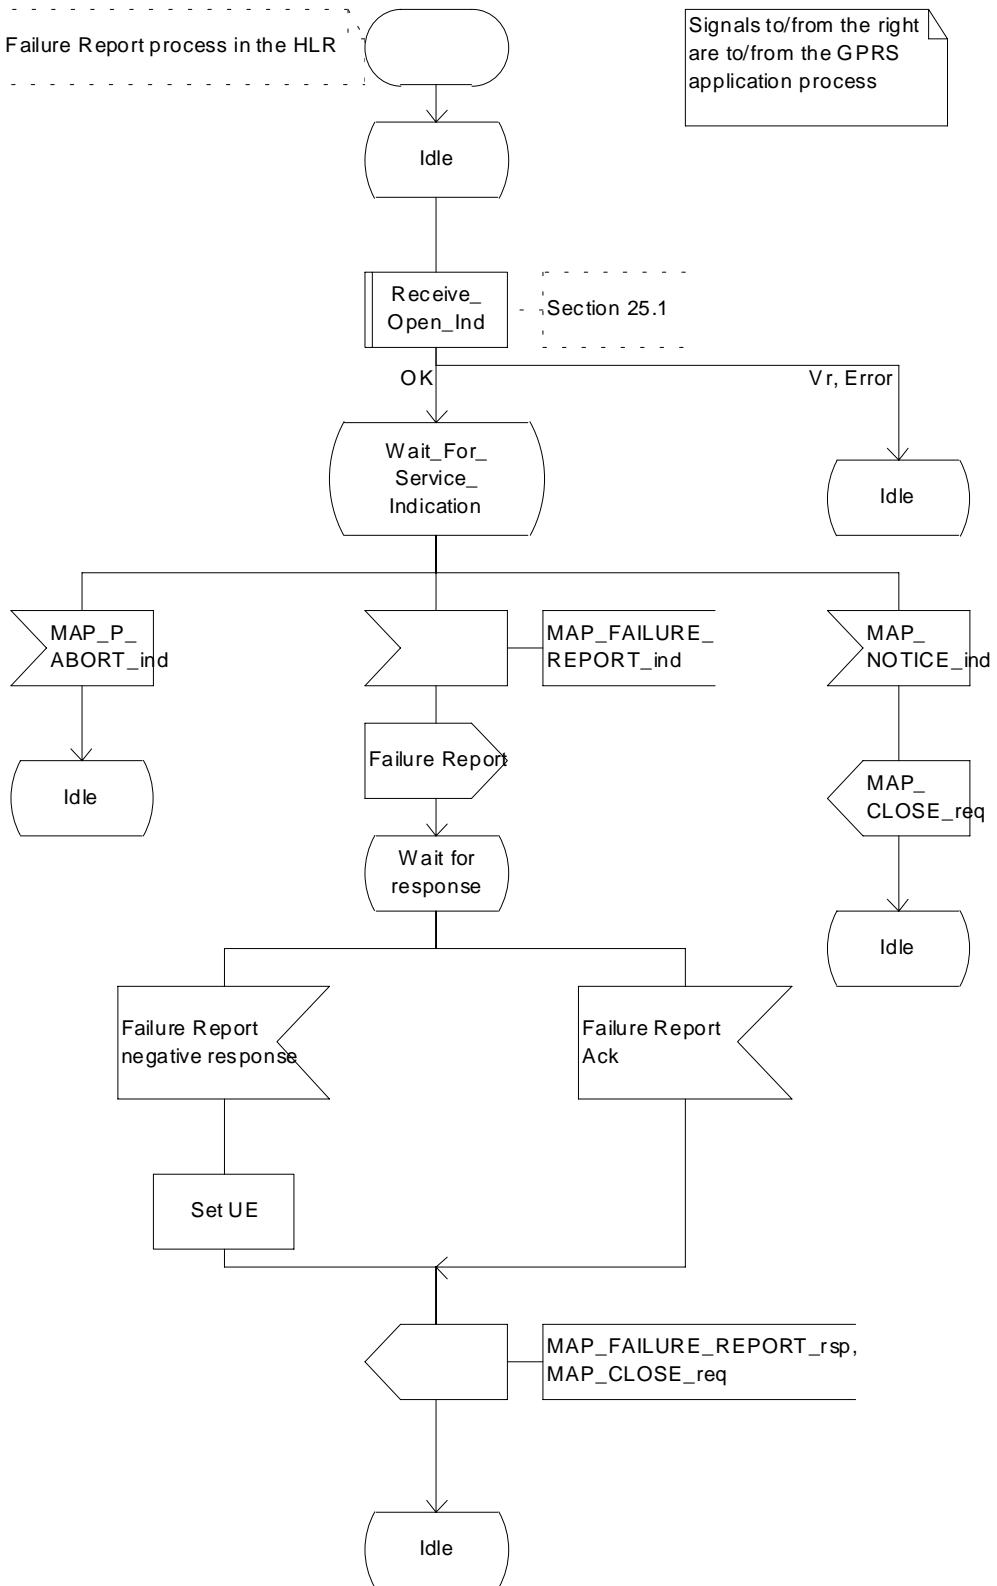 Failure Report process in the HLR
Signals to/from the right
are to/from the GPRS
application process
Idle
Receive_
Open_Ind
Section 25.1
OK
Vr, Error
Wait_For_
Service_
Indication
Idle
MAP_P_
ABORT_ind
MAP_FAILURE_
REPORT_ind
MAP_
NOTICE_ind
Failure Report
Idle
MAP_
CLOSE_req
Wait for
response
Idle
Failure Report
negative response
Failure Report
Ack
Set UE
MAP_FAILURE_REPORT_rsp,
MAP_CLOSE_req
Idle